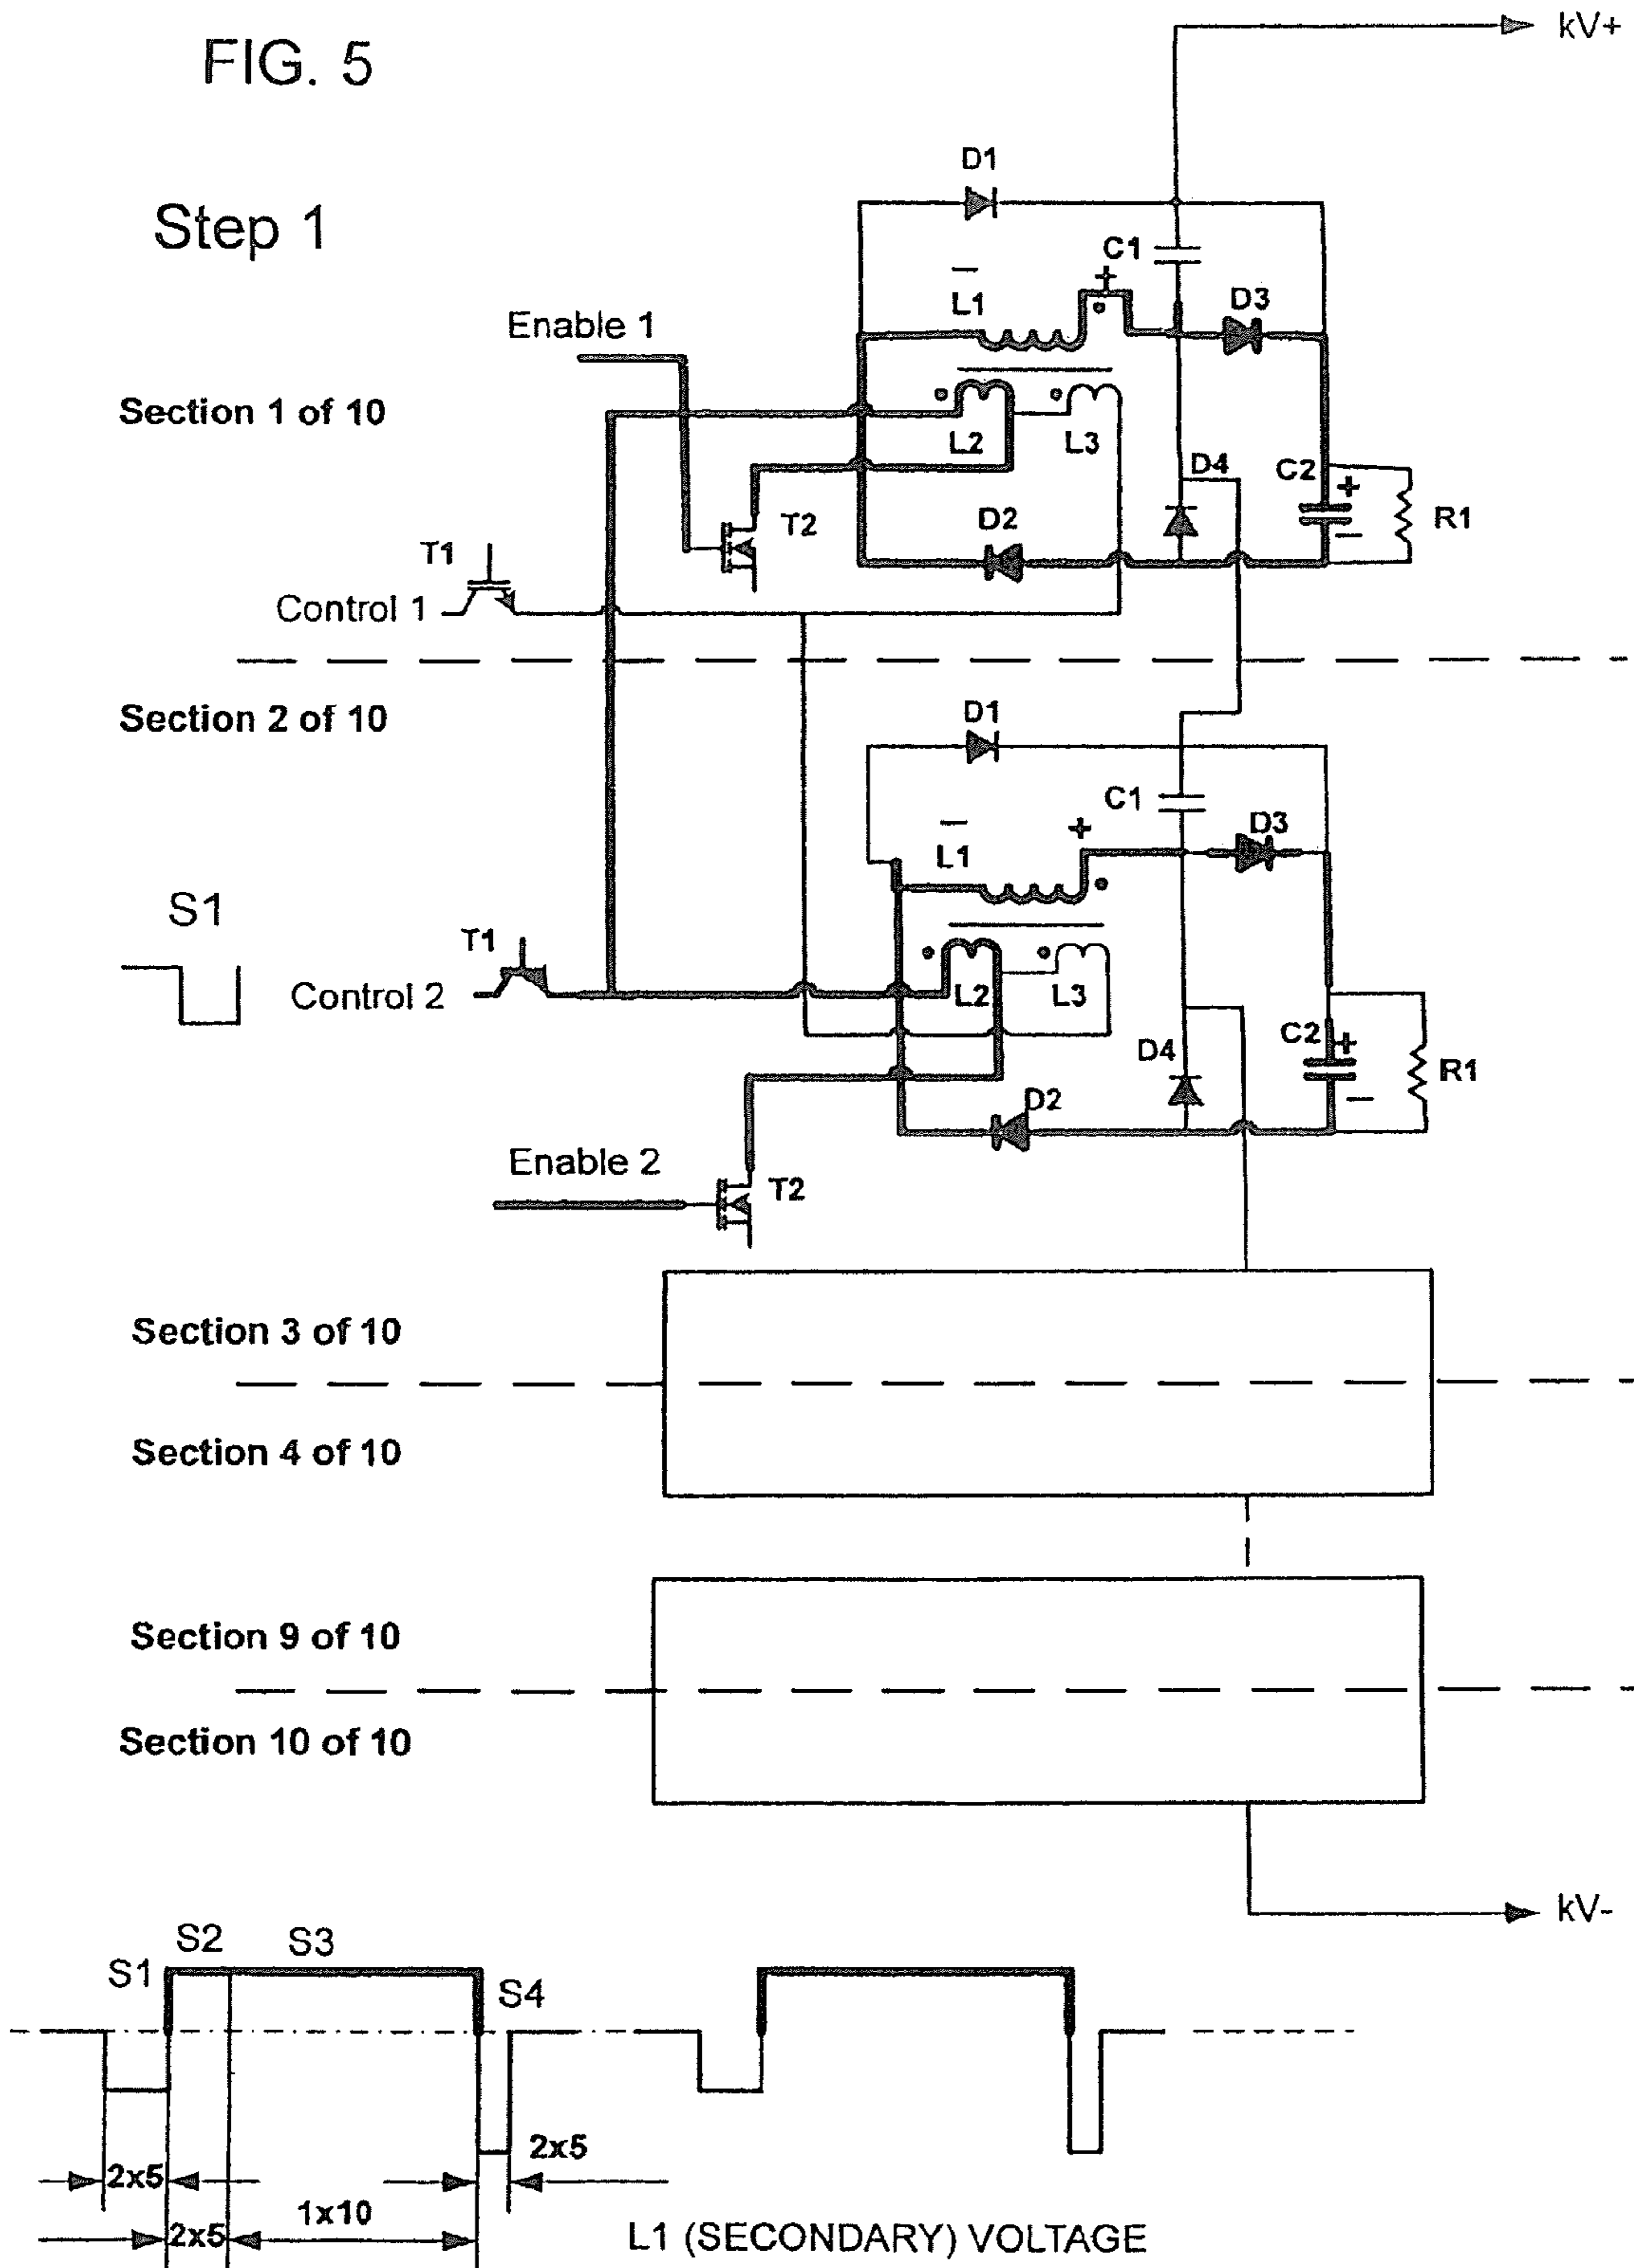 FIG. 5
kV+
Step 1
D1
C1
–
+
L1
D3
Enable 1
Section 1 of 10
L2
L3
D4
C2
+
–
R1
T2
D2
T1
Control 1
Section 2 of 10
D1
C1
–
+
L1
D3
S1
T1
Control 2
L2
L3
D4
C2
+
–
R1
D2
Enable 2
T2
Section 3 of 10
Section 4 of 10
Section 9 of 10
Section 10 of 10
kV-
S1
S2
S3
S4
2x5
2x5
2x5
1x10
L1 (SECONDARY) VOLTAGE